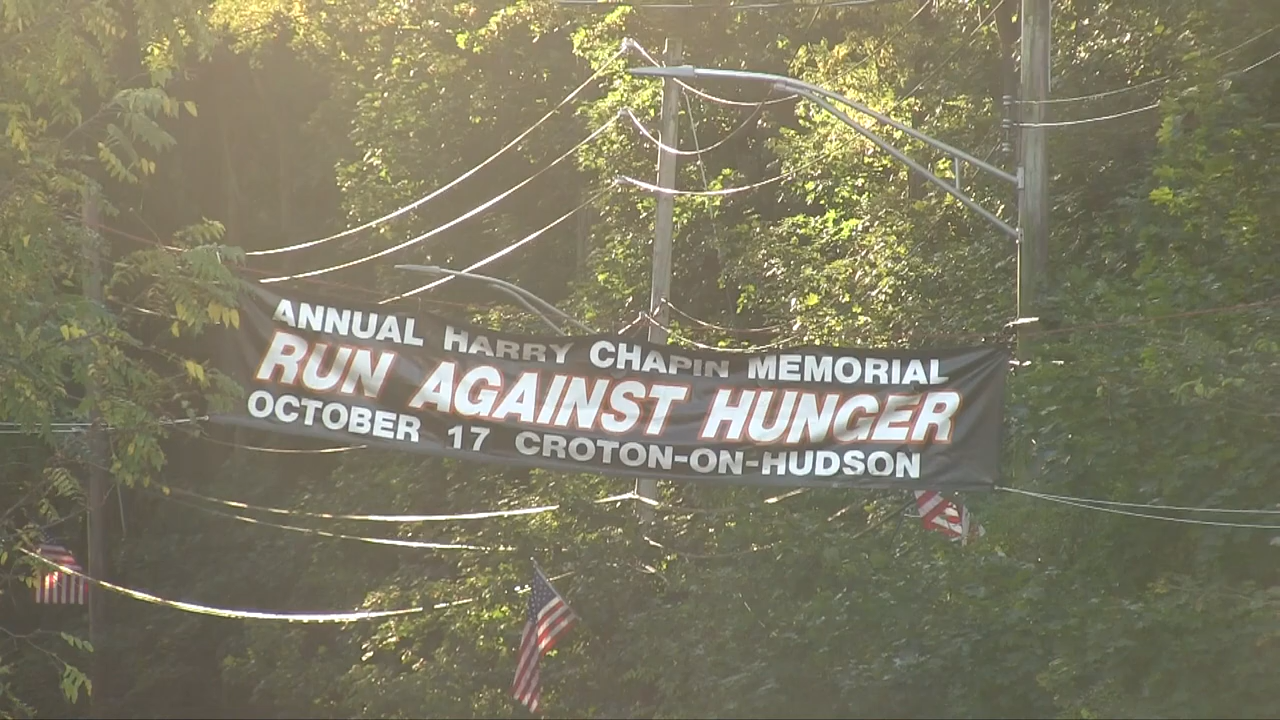 ANNUAL HARRY CHAPIN MEMORIAL
RUN AGAINST HUNGER
OCTOBER 17 CROTON-ON-HUDSON